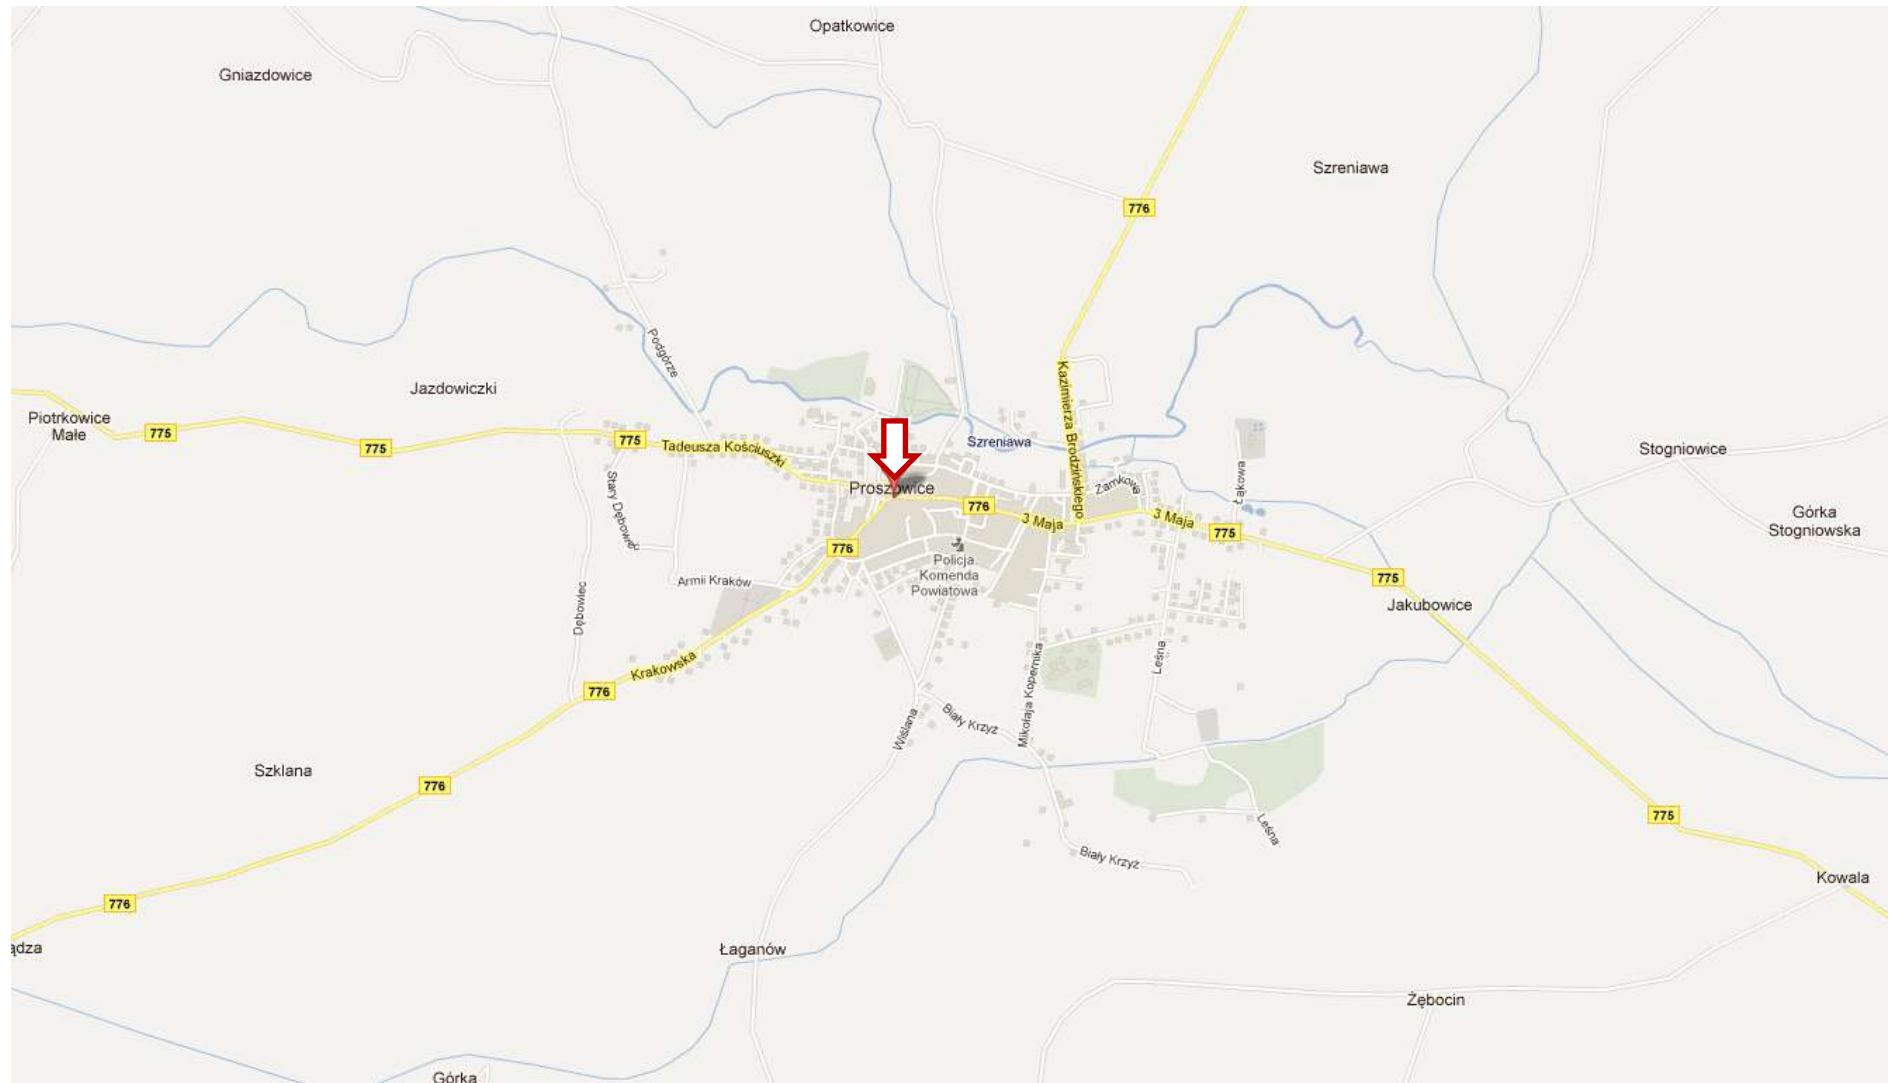 Opatkowice
Gniazdowice
Szreniawa
776
Podgórze
Jazdowiczki
Kazimierza Brodzińskiego
Piotrkowice
Małe
775
775
775
Tadeusza Kościuszki
Szreniawa
Stogniowice
Stary Dębowiec
Proszowice
Zamkowa
Łąkowa
776
3 Maja
3 Maja
775
Górka
Stogniowska
776
Policja
Komenda
Powiatowa
Armii Kraków
775
Jakubowice
Dębowiec
Krakowska
776
Mikołaja Kopernika
Leśna
Wiślana
Biały Krzyż
Szklana
776
775
Leśna
Biały Krzyż
Kowala
776
ądza
Łaganów
Żębocin
Górka